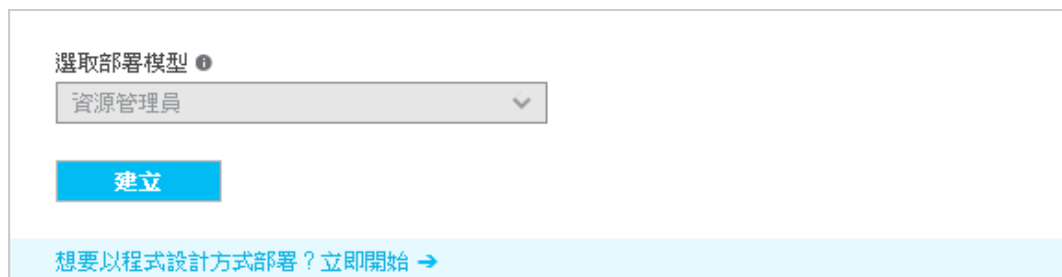 選取部署模型
資源管理員
建立
想要以程式設計方式部署？立即開始 ➔